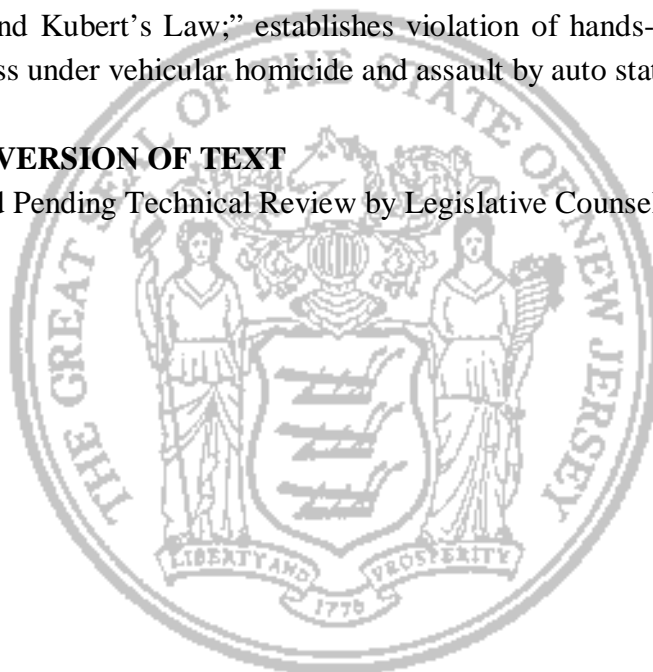 nd Kubert’s Law;” establishes violation of hands-
ss under vehicular homicide and assault by auto stat
VERSION OF TEXT
d Pending Technical Review by Legislative Counsel
THE GREAT SEAL OF THE STATE OF NEW JERSEY
LIBERTY AND PROSPERITY
1776